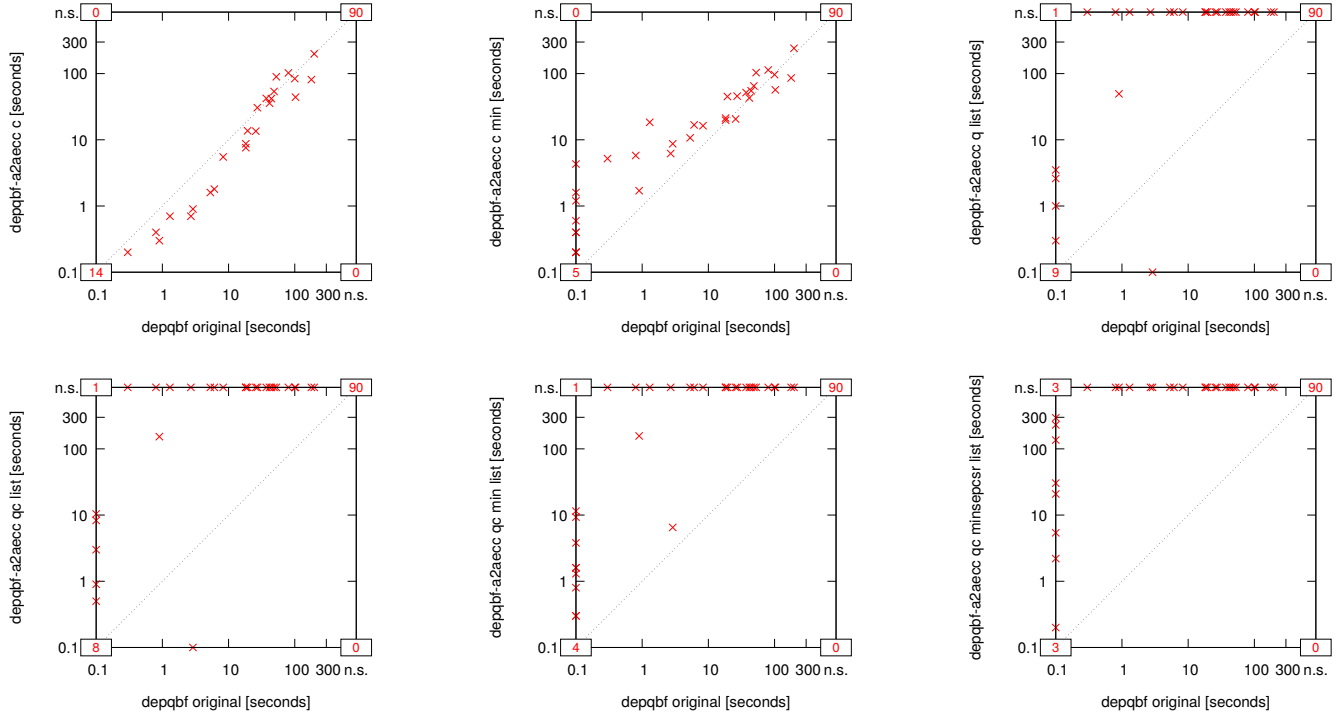 n.s. 0 90
300
100
10
1
0.1 14 0
0.1 1 10 100 300 n.s.
depqbf original [seconds]
depqbf-a2aecc c [seconds]
n.s. 0 90
300
100
10
1
0.1 5 0
0.1 1 10 100 300 n.s.
depqbf original [seconds]
depqbf-a2aecc c min [seconds]
n.s. 1 90
300
100
10
1
0.1 9 0
0.1 1 10 100 300 n.s.
depqbf original [seconds]
depqbf-a2aecc q list [seconds]
n.s. 1 90
300
100
10
1
0.1 8 0
0.1 1 10 100 300 n.s.
depqbf original [seconds]
depqbf-a2aecc qc list [seconds]
n.s. 1 90
300
100
10
1
0.1 4 0
0.1 1 10 100 300 n.s.
depqbf original [seconds]
depqbf-a2aecc qc min list [seconds]
n.s. 3 90
300
100
10
1
0.1 3 0
0.1 1 10 100 300 n.s.
depqbf original [seconds]
depqbf-a2aecc qc minsepcsr list [seconds]